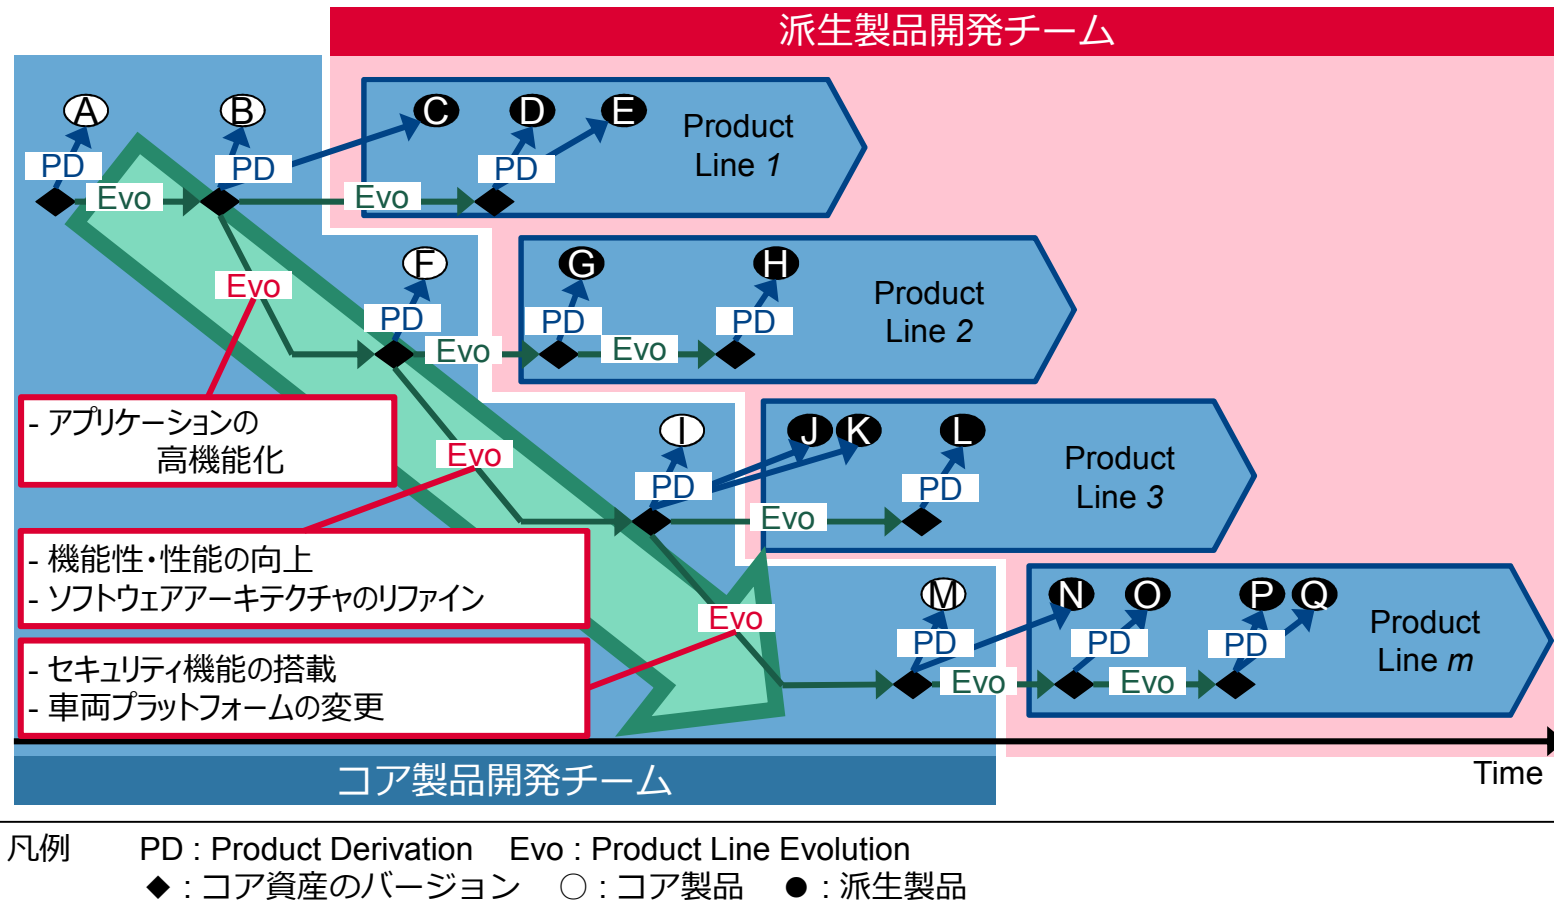 派生製品開発チーム
A
B
C
D
E
Product
Line 1
PD
PD
PD
Evo
Evo
F
G
H
Product
Line 2
Evo
PD
PD
PD
Evo
Evo
- アプリケーションの
高機能化
I
J
K
L
Product
Line 3
Evo
PD
PD
Evo
- 機能性・性能の向上
- ソフトウェアアーキテクチャのリファイン
M
N
O
P
Q
Product
Line m
Evo
PD
PD
PD
Evo
Evo
- セキュリティ機能の搭載
- 車両プラットフォームの変更
Time
コア製品開発チーム
凡例 PD : Product Derivation Evo : Product Line Evolution
◆ : コア資産のバージョン ○ : コア製品 ● : 派生製品